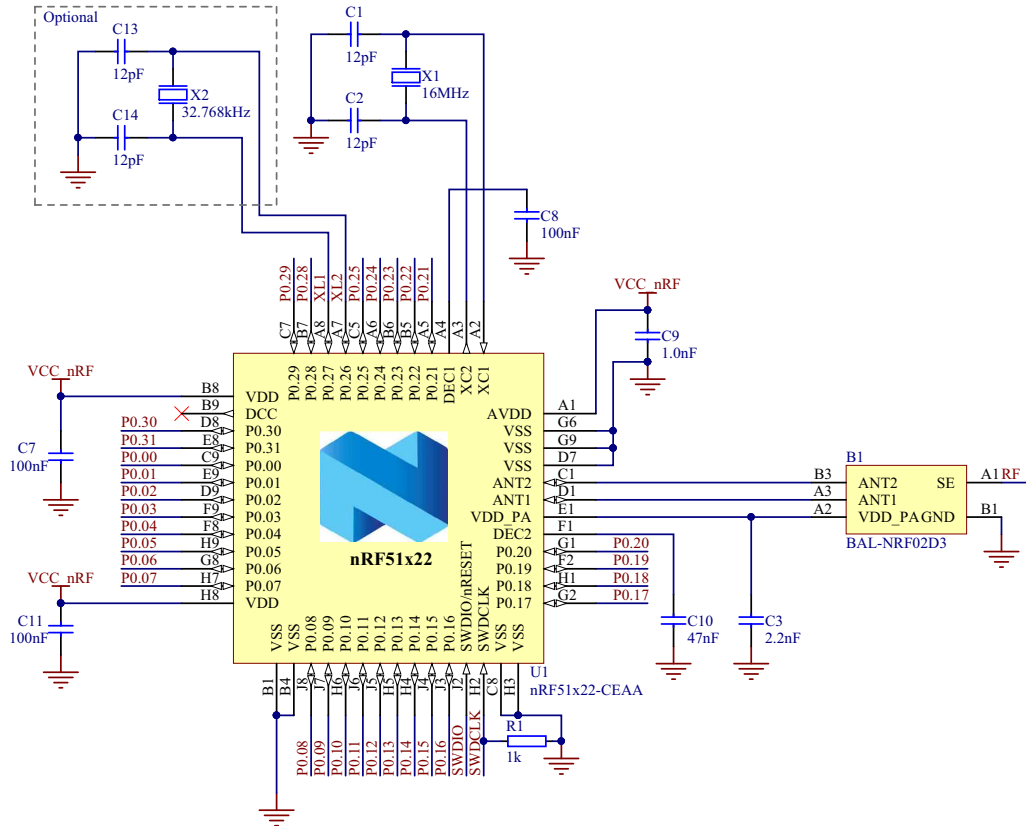 Optional
C13
12pF
X2
32.768kHz
C14
12pF
C1
12pF
X1
16MHz
C2
12pF
C8
100nF
P0.29
P0.28
XL1
XL2
P0.25
P0.24
P0.23
P0.22
P0.21
C7
B7
A8
A7
C5
A6
B6
B5
A5
A4
A3
A2
P0.29
P0.28
P0.27
P0.26
P0.25
P0.24
P0.23
P0.22
P0.21
DEC1
XC2
XC1
VCC_nRF
C9
1.0nF
VCC_nRF
C7
100nF
B8 VDD
B9 DCC
P0.30 D8 P0.30
P0.31 E8 P0.31
P0.00 C9 P0.00
P0.01 E9 P0.01
P0.02 D9 P0.02
P0.03 F9 P0.03
P0.04 F8 P0.04
P0.05 H9 P0.05
P0.06 G8 P0.06
P0.07 H7 P0.07
H8 VDD
VCC_nRF
C11
100nF
nRF51x22
AVDD A1
VSS G6
VSS G9
VSS D7
ANT2 C1
ANT1 D1
VDD_PA E1
DEC2 F1
P0.20 G1 P0.20
P0.19 F2 P0.19
P0.18 H1 P0.18
P0.17 G2 P0.17
B1
B3 ANT2 SE A1 RF
A3 ANT1
A2 VDD_PA GND B1
BAL-NRF02D3
C10
47nF
C3
2.2nF
VSS
VSS
P0.08
P0.09
P0.10
P0.11
P0.12
P0.13
P0.14
P0.15
P0.16
SWDIO/nRESET
SWDCLK
VSS
VSS
U1
nRF51x22-CEAA
B1
B4
J8
J7
H6
J6
J5
H5
H4
J4
J3
J2
H2
C8
H3
P0.08
P0.09
P0.10
P0.11
P0.12
P0.13
P0.14
P0.15
P0.16
SWDIO
SWDCLK
R1
1k